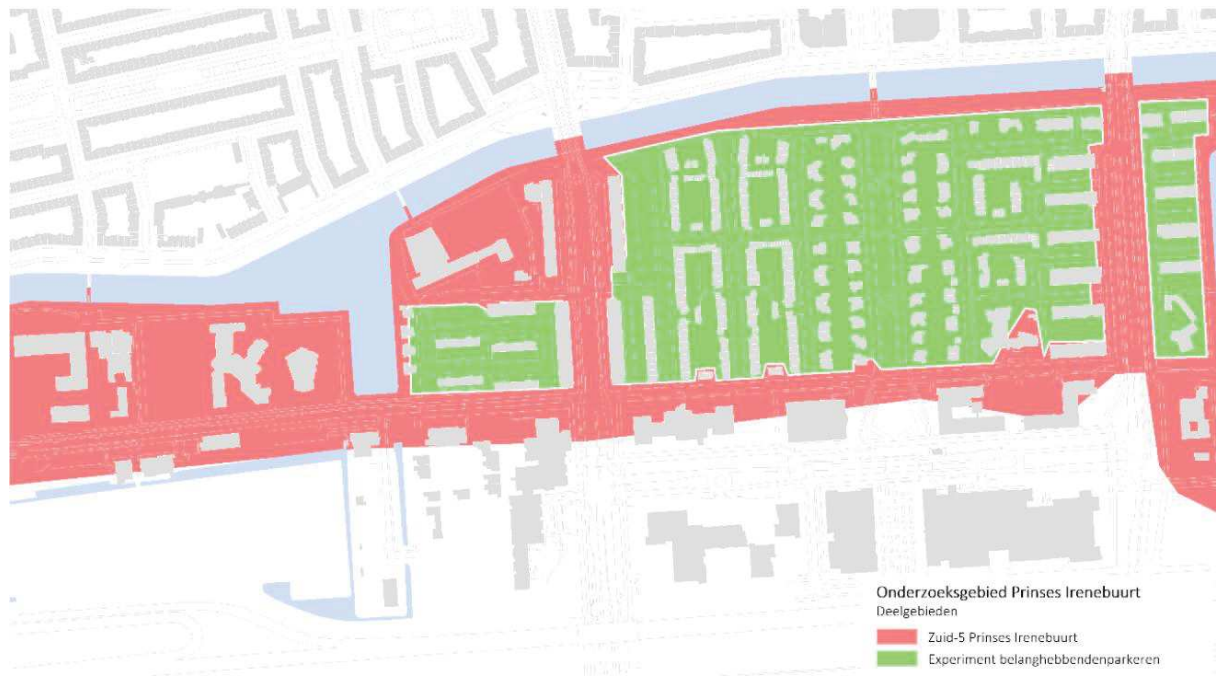 Onderzoeksgebied Prinses Irenebuurt
Deelgebieden
Zuid-5 Prinses Irenebuurt
Experiment belanghebbendenparkeren